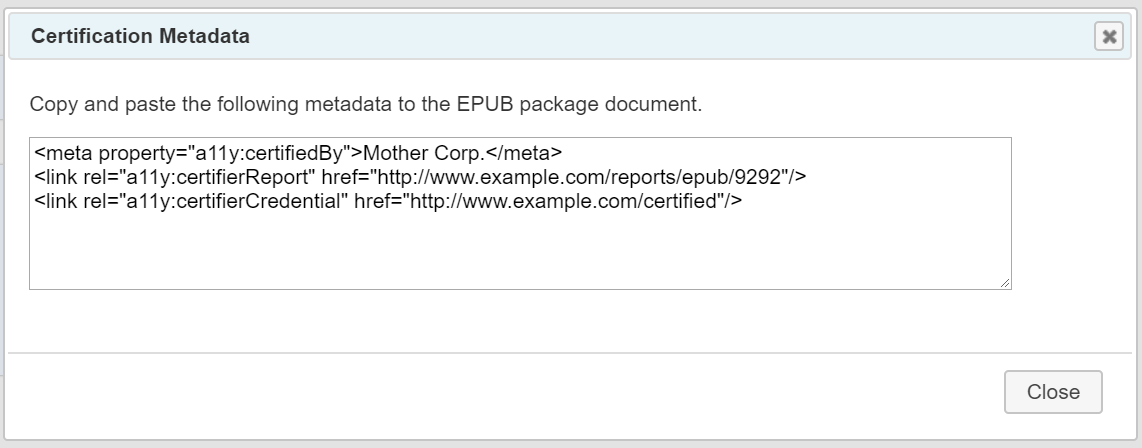 Certification Metadata
Copy and paste the following metadata to the EPUB package document.
<meta property="a11y:certifiedBy">Mother Corp.</meta>
<link rel="a11y:certifierReport" href="http://www.example.com/reports/epub/9292"/>
<link rel="a11y:certifierCredential" href="http://www.example.com/certified"/>
Close